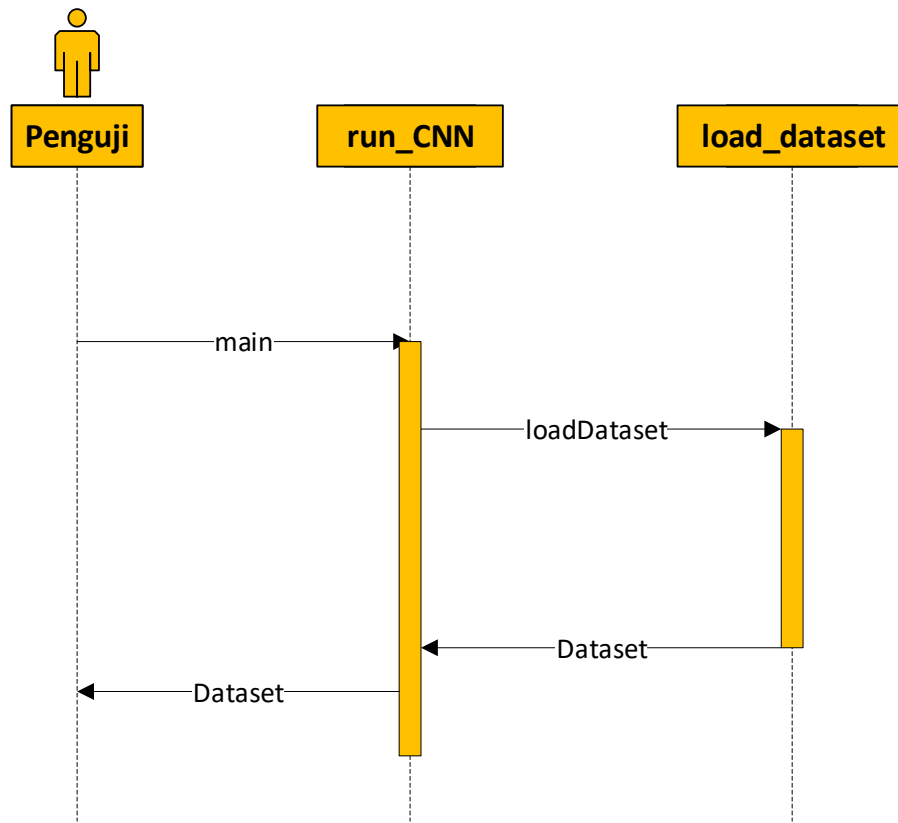 Penguji
run_CNN
load_dataset
main
loadDataset
Dataset
Dataset